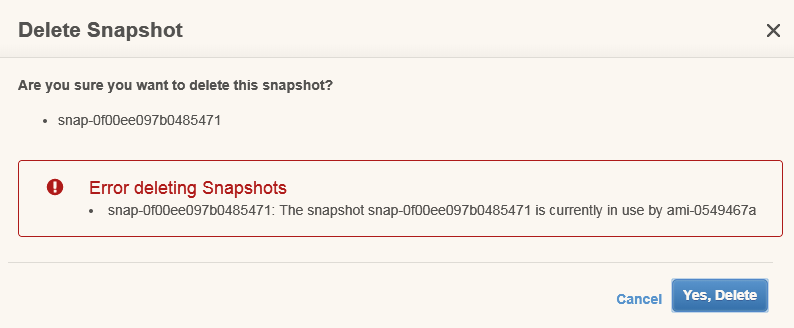 Delete Snapshot
Are you sure you want to delete this snapshot?
• snap-0f00ee097b0485471
Error deleting Snapshots
• snap-0f00ee097b0485471: The snapshot snap-0f00ee097b0485471 is currently in use by ami-0549467a
Cancel Yes, Delete